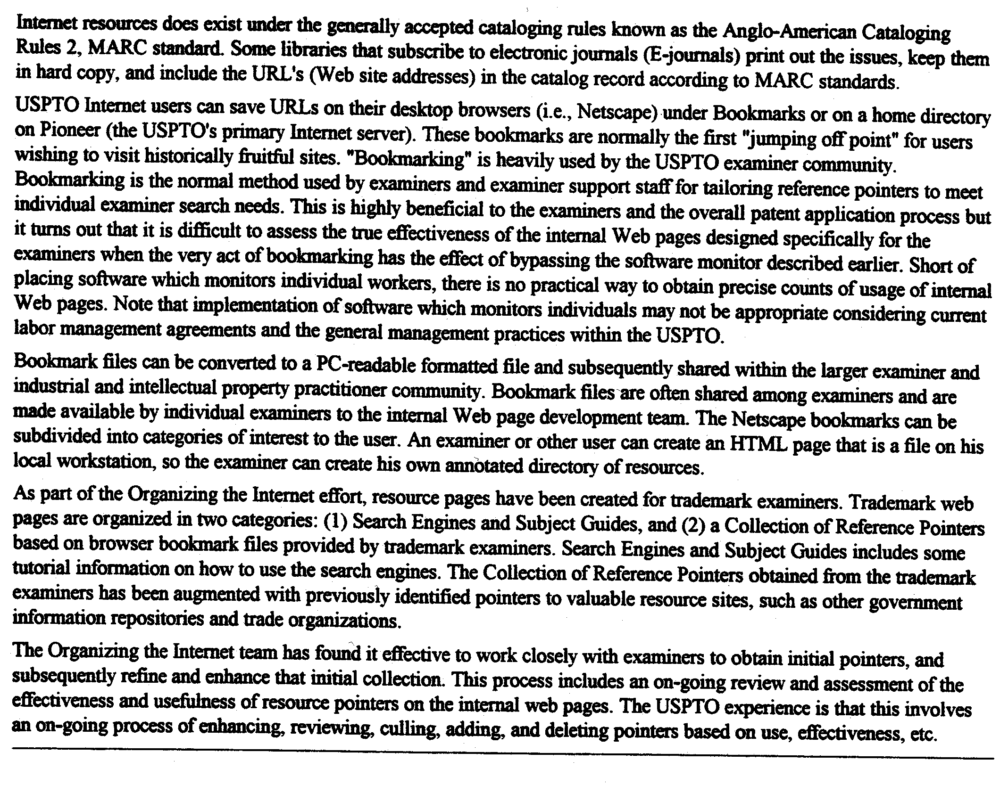 Internet resources does exist under the generally accepted cataloging rules known as the Anglo-American Cataloging
Rules 2, MARC standard. Some libraries that subscribe to electronic journals (E-journals) print out the issues, keep them
in hard copy, and include the URL's (Web site addresses) in the catalog record according to MARC standards.
USPTO Internet users can save URLs on their desktop browsers (i.e., Netscape) under Bookmarks or on a home directory
on Pioneer (the USPTO's primary Internet server). These bookmarks are normally the first "jumping off point" for users
wishing to visit historically fruitful sites. "Bookmarking" is heavily used by the USPTO examiner community.
Bookmarking is the normal method used by examiners and examiner support staff for tailoring reference pointers to meet
individual examiner search needs. This is highly beneficial to the examiners and the overall patent application process but
it turns out that it is difficult to assess the true effectiveness of the internal Web pages designed specifically for the
examiners when the very act of bookmarking has the effect of bypassing the software monitor described earlier. Short of
placing software which monitors individual workers, there is no practical way to obtain precise counts of usage of internal
Web pages. Note that implementation of software which monitors individuals may not be appropriate considering current
labor management agreements and the general management practices within the USPTO.
Bookmark files can be converted to a PC-readable formatted file and subsequently shared within the larger examiner and
industrial and intellectual property practitioner community. Bookmark files are often shared among examiners and are
made available by individual examiners to the internal Web page development team. The Netscape bookmarks can be
subdivided into categories of interest to the user. An examiner or other user can create an HTML page that is a file on his
local workstation, so the examiner can create his own annotated directory of resources.
As part of the Organizing the Internet effort, resource pages have been created for trademark examiners. Trademark web
pages are organized in two categories: (1) Search Engines and Subject Guides, and (2) a Collection of Reference Pointers
based on browser bookmark files provided by trademark examiners. Search Engines and Subject Guides includes some
tutorial information on how to use the search engines. The Collection of Reference Pointers obtained from the trademark
examiners has been augmented with previously identified pointers to valuable resource sites, such as other government
information repositories and trade organizations.
The Organizing the Internet team has found it effective to work closely with examiners to obtain initial pointers, and
subsequently refine and enhance that initial collection. This process includes an on-going review and assessment of the
effectiveness and usefulness of resource pointers on the internal web pages. The USPTO experience is that this involves
an on-going process of enhancing, reviewing, culling, adding, and deleting pointers based on use, effectiveness, etc.